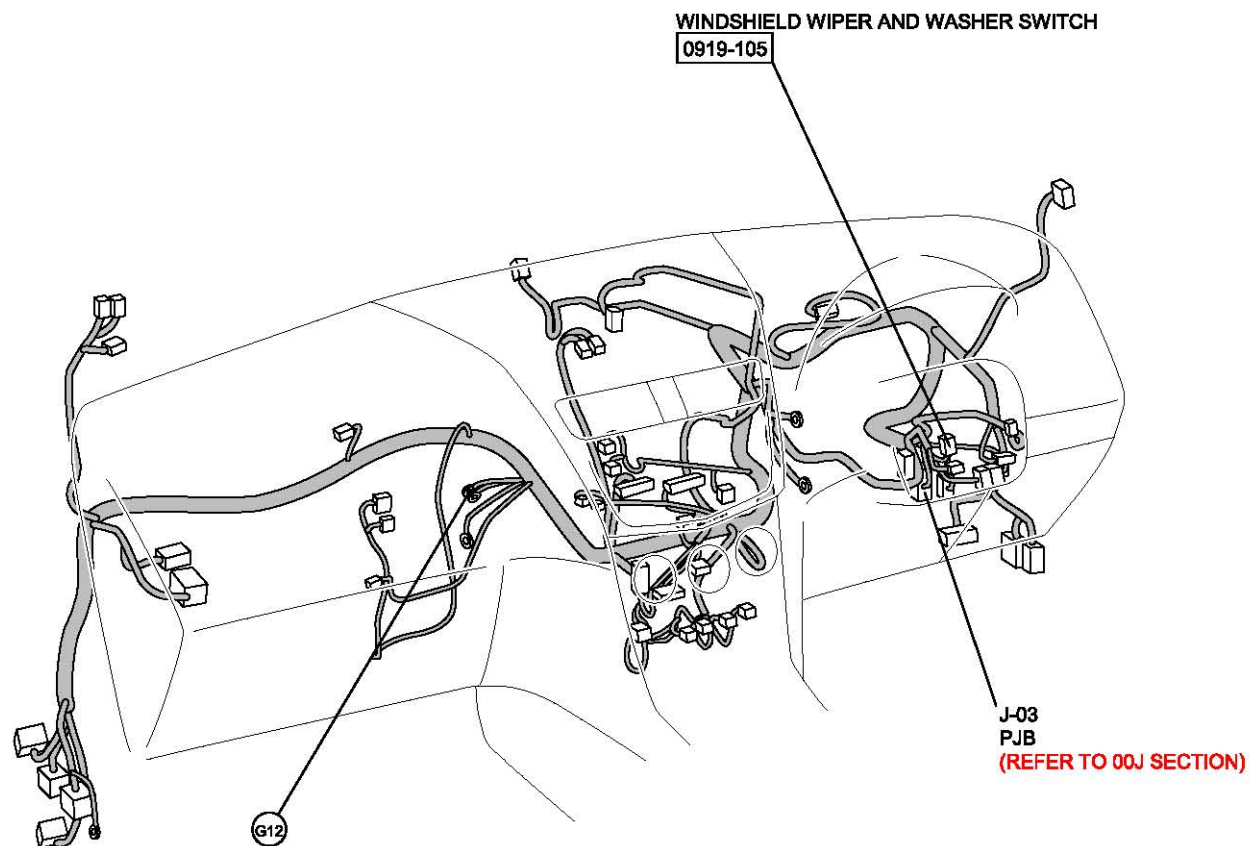 WINDSHIELD WIPER AND WASHER SWITCH
0919-105
J-03
PJB
(REFER TO 00J SECTION)
G12